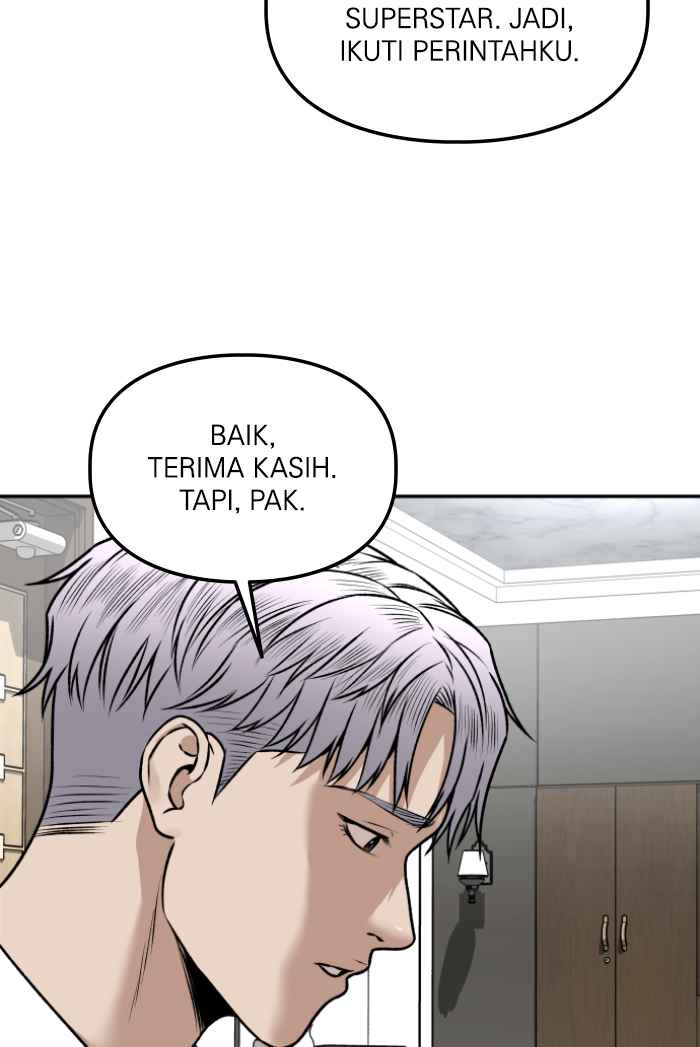 SUPERSTAR. JADI,
IKUTI PERINTAHKU.
BAIK,
TERIMA KASIH.
TAPI, PAK.